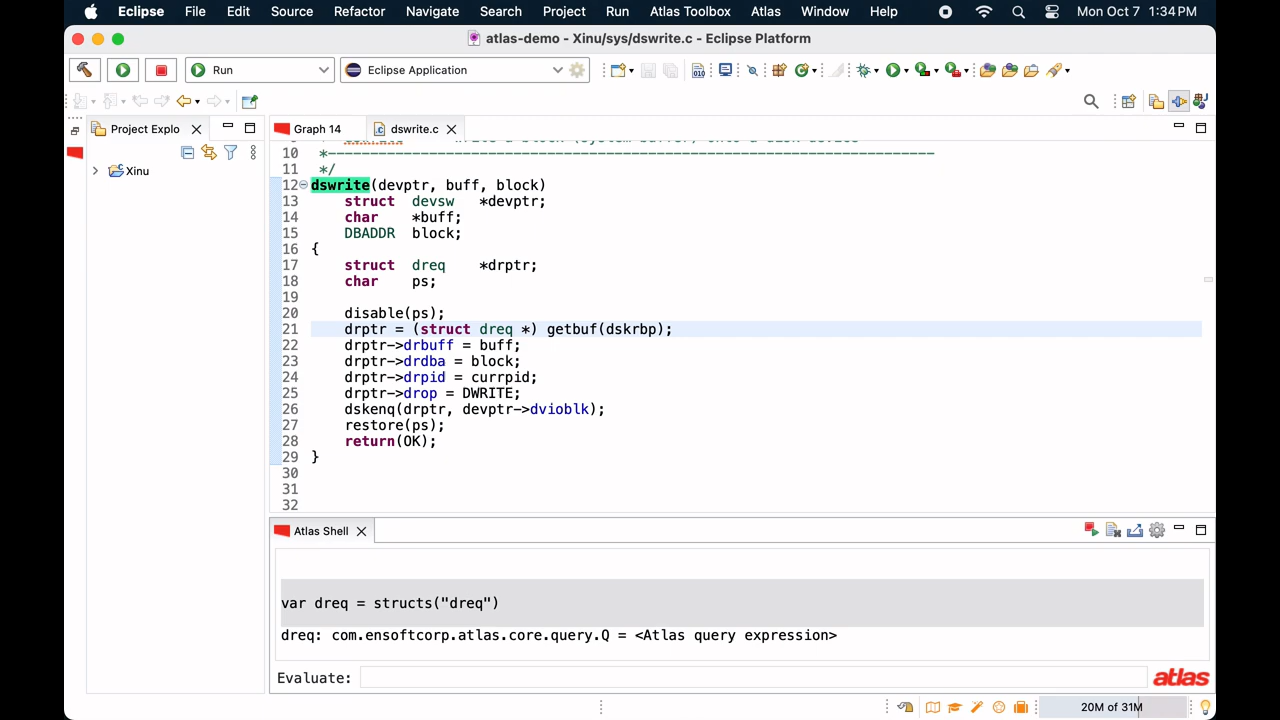 Eclipse File Edit Source Refactor Navigate Search Project Run Atlas Toolbox Atlas Window Help Mon Oct 7 1:34 PM
atlas-demo - Xinu/sys/dswrite.c - Eclipse Platform
Run Eclipse Application
Project Explo Graph 14 dswrite.c
Xinu
10 *------------------------------------------------------------------------
11 */
12 dswrite(devptr, buff, block)
13 struct devsw *devptr;
14 char *buff;
15 DBADDR block;
16 {
17 struct dreq *drptr;
18 char ps;
19
20 disable(ps);
21 drptr = (struct dreq *) getbuf(dskrbp);
22 drptr->drbuff = buff;
23 drptr->drdba = block;
24 drptr->drpid = currpid;
25 drptr->drop = DWRITE;
26 dskenq(drptr, devptr->dvioblk);
27 restore(ps);
28 return(OK);
29 }
30
31
32
Atlas Shell
var dreq = structs("dreq")
dreq: com.ensoftcorp.atlas.core.query.Q = <Atlas query expression>
Evaluate: atlas
20M of 31M